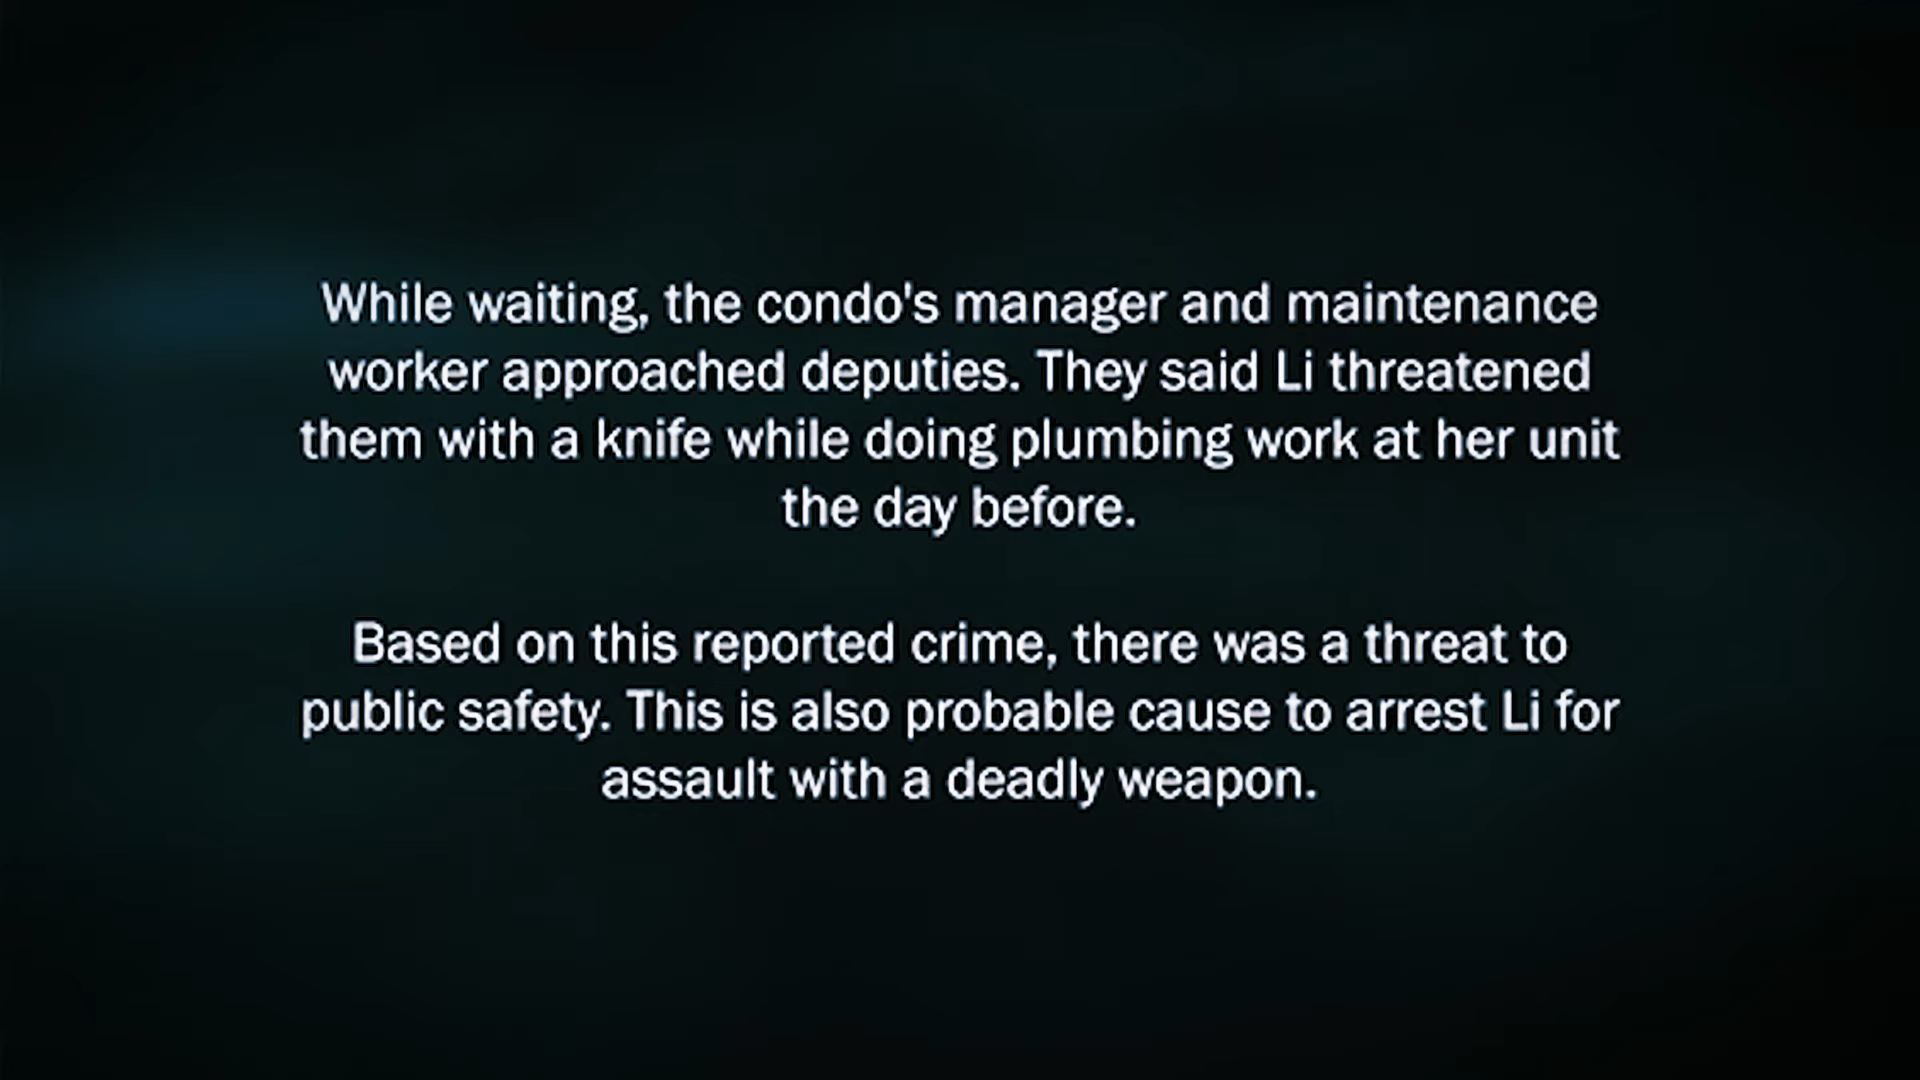 While waiting, the condo's manager and maintenance
worker approached deputies. They said Li threatened
them with a knife while doing plumbing work at her unit
the day before.
Based on this reported crime, there was a threat to
public safety. This is also probable cause to arrest Li for
assault with a deadly weapon.